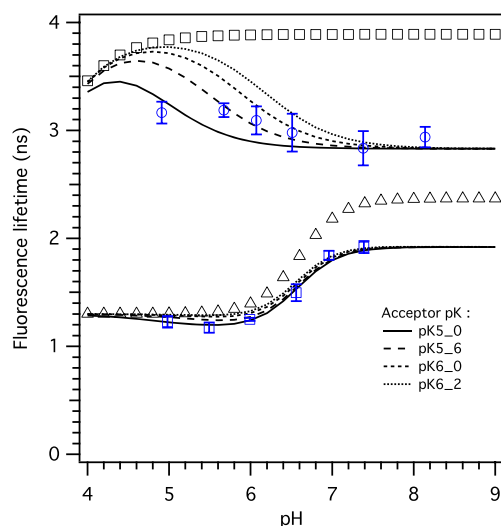 4
3
2
1
0
Fluorescence lifetime (ns)
Acceptor pK :
pK5_0
pK5_6
pK6_0
pK6_2
4 5 6 7 8 9
pH